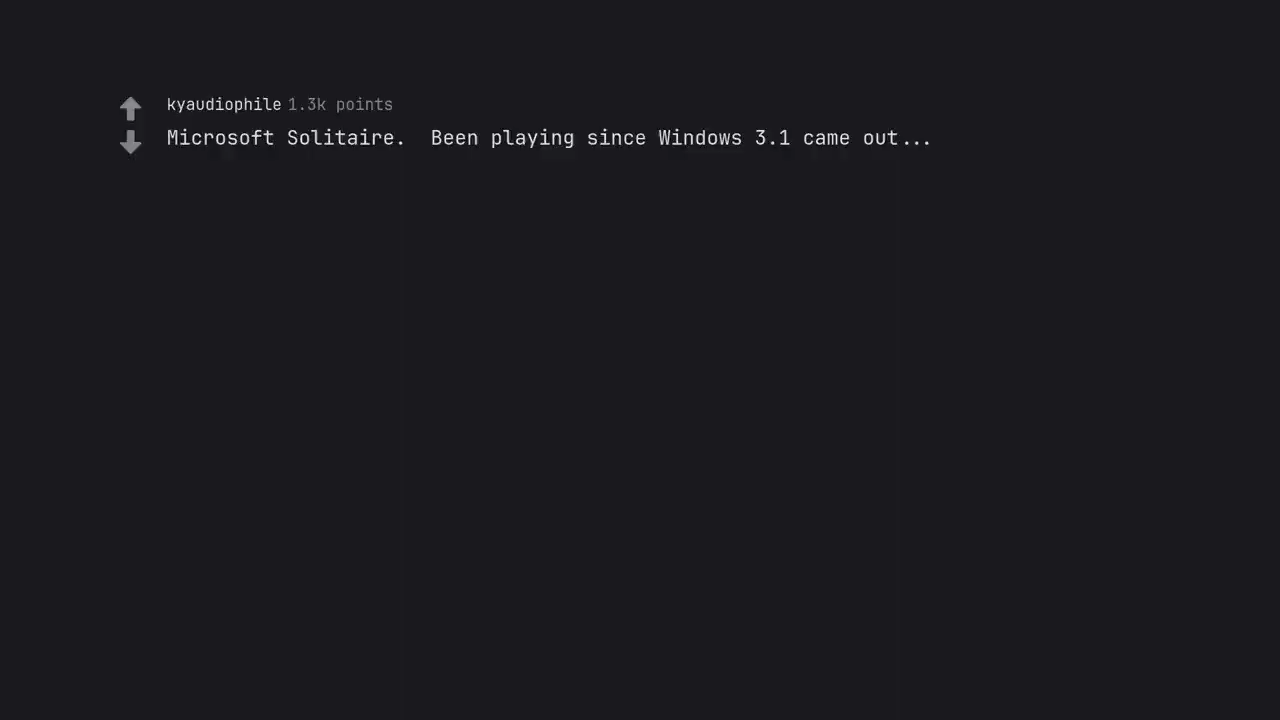 kyaudiophile 1.3k points
Microsoft Solitaire.  Been playing since Windows 3.1 came out...